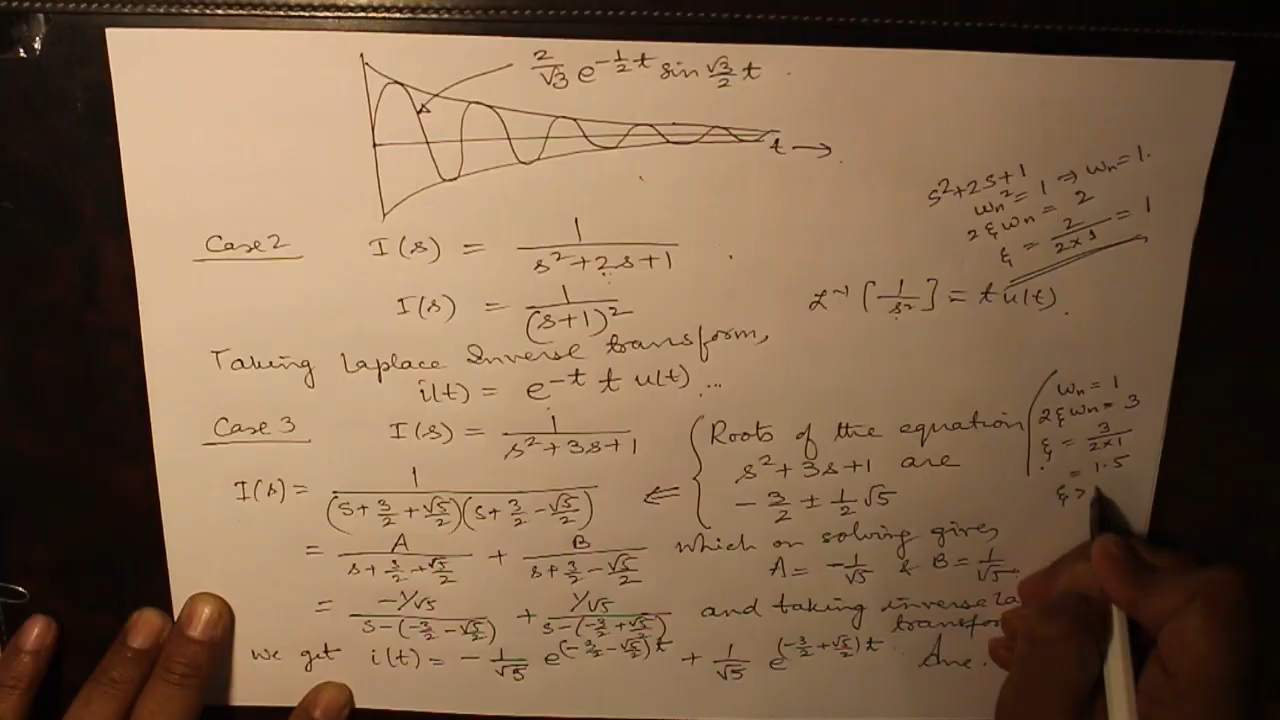 2/√3 e^(-1/2 t) sin √3/2 t .
t →
s²+2s+1
ωn² = 1 ⇒ ωn = 1.
2ξωn = 2
ξ = 2/(2×1) = 1
Case 2 I(s) = 1/(s²+2s+1) .
I(s) = 1/(s+1)²
ℒ⁻¹[1/s²] = t u(t).
Taking Laplace Inverse transform,
i(t) = e^(-t) t u(t) ...
Case 3 I(s) = 1/(s²+3s+1)
I(s) = 1/((s+3/2+√5/2)(s+3/2-√5/2)) ⇐
{ Roots of the equation
s²+3s+1 are
-3/2 ± 1/2 √5
ωn = 1
2ξωn = 3
ξ = 3/(2×1)
= 1.5
ξ >
= A/(s+3/2+√5/2) + B/(s+3/2-√5/2) which on solving gives
A = -1/√5 & B = 1/√5.
= (-1/√5)/(s-(-3/2-√5/2)) + (1/√5)/(s-(-3/2+√5/2)) and taking inverse La
transfor
We get i(t) = -1/√5 e^((-3/2-√5/2)t) + 1/√5 e^((-3/2+√5/2)t) Ans.